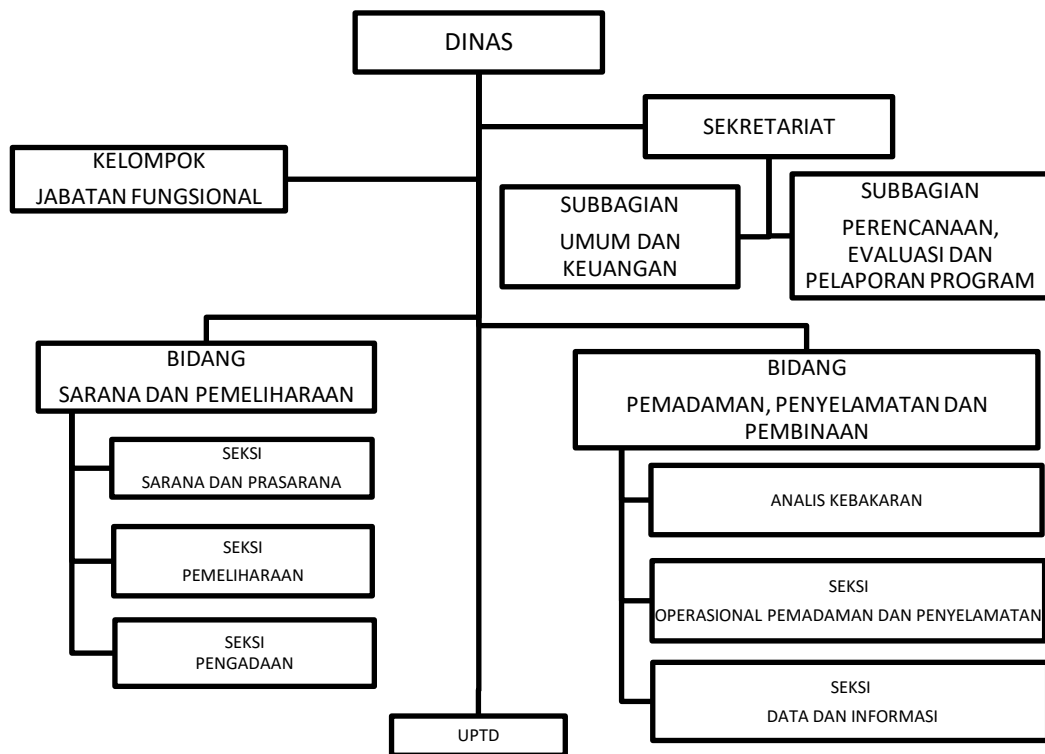 DINAS
SEKRETARIAT
KELOMPOK
JABATAN FUNGSIONAL
SUBBAGIAN
UMUM DAN
KEUANGAN
SUBBAGIAN
PERENCANAAN,
EVALUASI DAN
PELAPORAN PROGRAM
BIDANG
SARANA DAN PEMELIHARAAN
SEKSI
SARANA DAN PRASARANA
SEKSI
PEMELIHARAAN
SEKSI
PENGADAAN
BIDANG
PEMADAMAN, PENYELAMATAN DAN
PEMBINAAN
ANALIS KEBAKARAN
SEKSI
OPERASIONAL PEMADAMAN DAN PENYELAMATAN
SEKSI
DATA DAN INFORMASI
UPTD